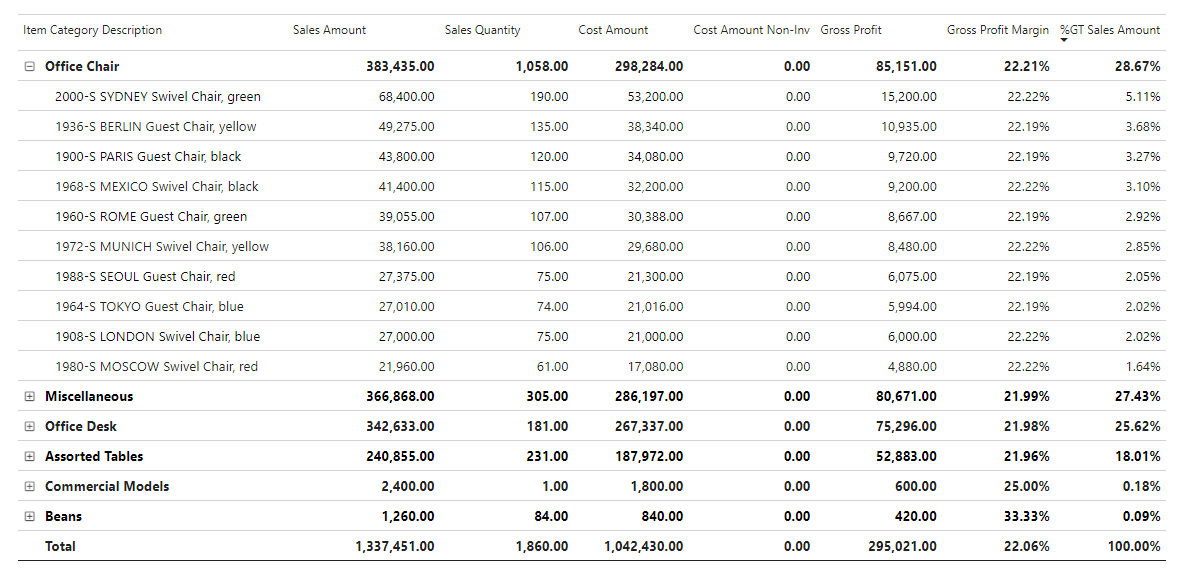 Item Category Description Sales Amount Sales Quantity Cost Amount Cost Amount Non-Inv Gross Profit Gross Profit Margin %GT Sales Amount
Office Chair 383,435.00 1,058.00 298,284.00 0.00 85,151.00 22.21% 28.67%
2000-S SYDNEY Swivel Chair, green 68,400.00 190.00 53,200.00 0.00 15,200.00 22.22% 5.11%
1936-S BERLIN Guest Chair, yellow 49,275.00 135.00 38,340.00 0.00 10,935.00 22.19% 3.68%
1900-S PARIS Guest Chair, black 43,800.00 120.00 34,080.00 0.00 9,720.00 22.19% 3.27%
1968-S MEXICO Swivel Chair, black 41,400.00 115.00 32,200.00 0.00 9,200.00 22.22% 3.10%
1960-S ROME Guest Chair, green 39,055.00 107.00 30,388.00 0.00 8,667.00 22.19% 2.92%
1972-S MUNICH Swivel Chair, yellow 38,160.00 106.00 29,680.00 0.00 8,480.00 22.22% 2.85%
1988-S SEOUL Guest Chair, red 27,375.00 75.00 21,300.00 0.00 6,075.00 22.19% 2.05%
1964-S TOKYO Guest Chair, blue 27,010.00 74.00 21,016.00 0.00 5,994.00 22.19% 2.02%
1908-S LONDON Swivel Chair, blue 27,000.00 75.00 21,000.00 0.00 6,000.00 22.22% 2.02%
1980-S MOSCOW Swivel Chair, red 21,960.00 61.00 17,080.00 0.00 4,880.00 22.22% 1.64%
Miscellaneous 366,868.00 305.00 286,197.00 0.00 80,671.00 21.99% 27.43%
Office Desk 342,633.00 181.00 267,337.00 0.00 75,296.00 21.98% 25.62%
Assorted Tables 240,855.00 231.00 187,972.00 0.00 52,883.00 21.96% 18.01%
Commercial Models 2,400.00 1.00 1,800.00 0.00 600.00 25.00% 0.18%
Beans 1,260.00 84.00 840.00 0.00 420.00 33.33% 0.09%
Total 1,337,451.00 1,860.00 1,042,430.00 0.00 295,021.00 22.06% 100.00%